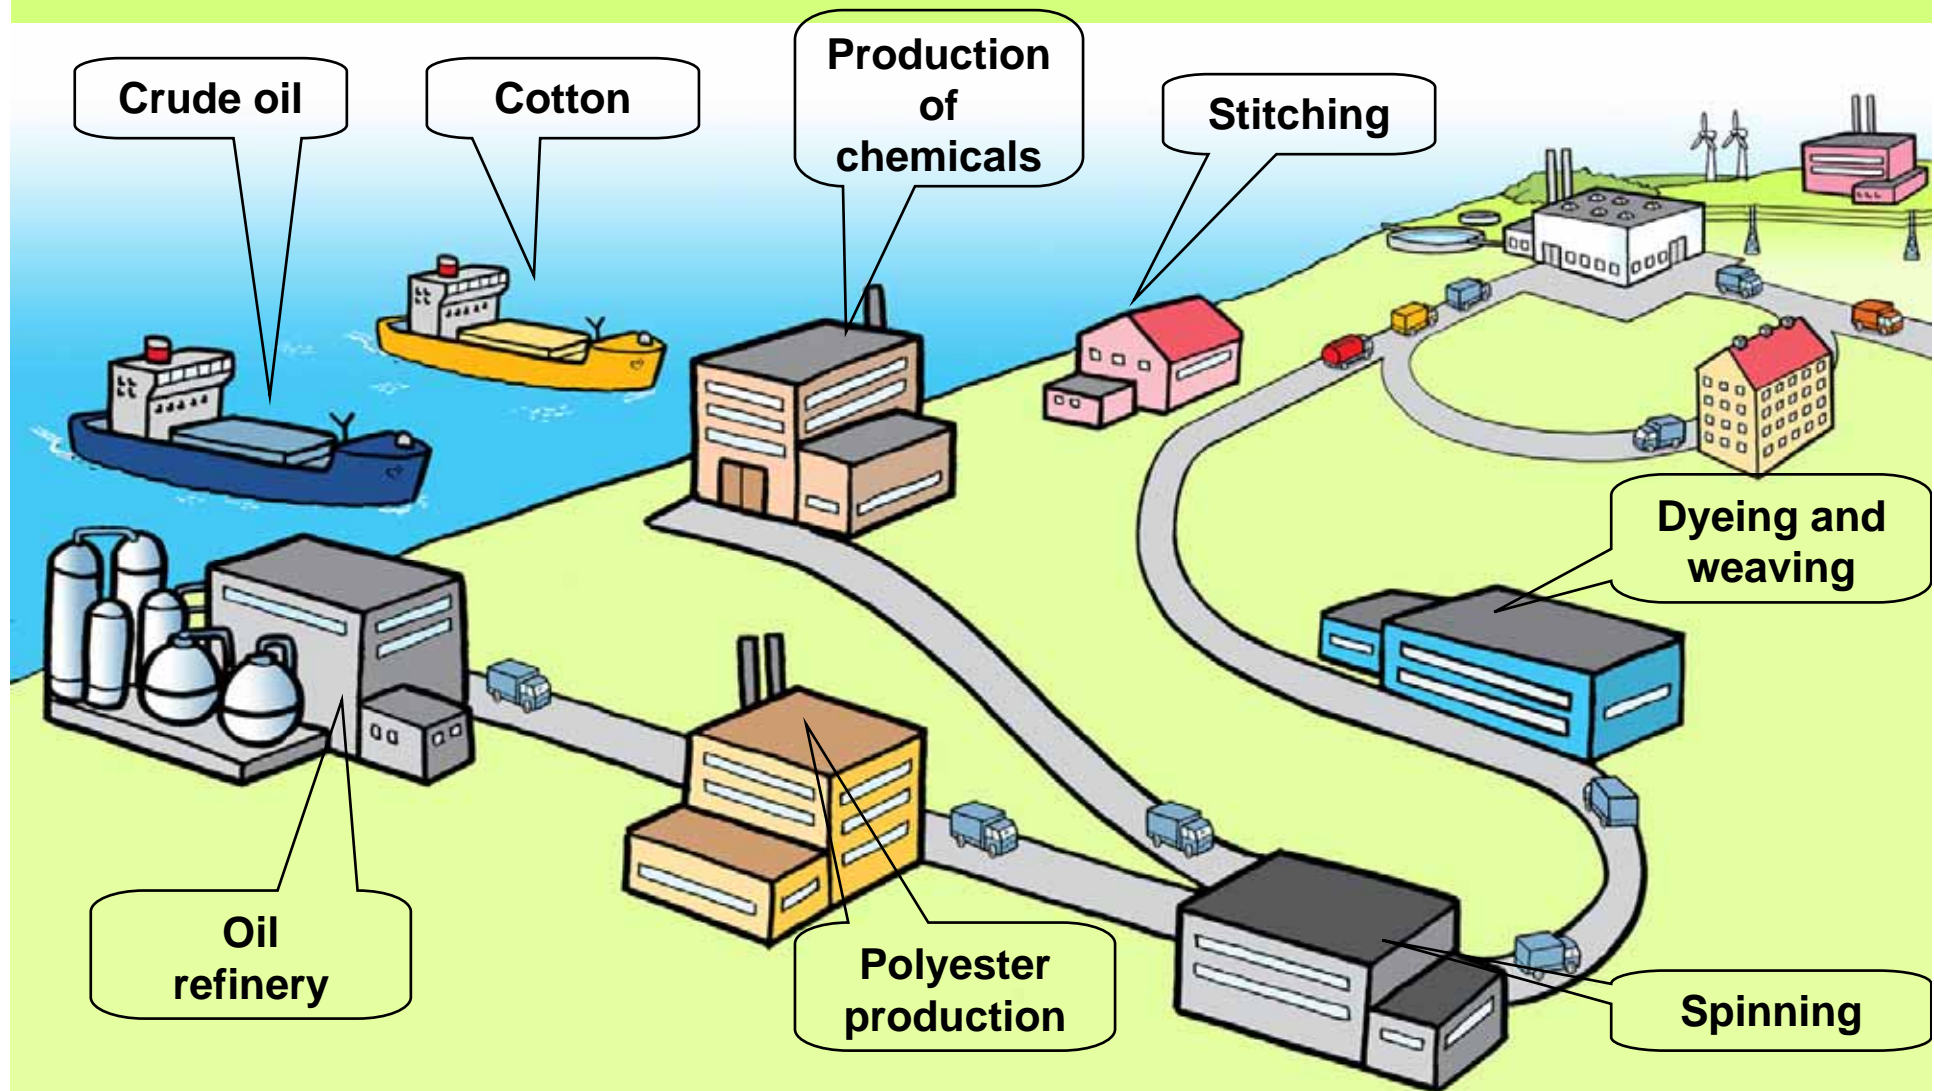 Crude oil
Cotton
Production
of
chemicals
Stitching
Dyeing and
weaving
Oil
refinery
Polyester
production
Spinning